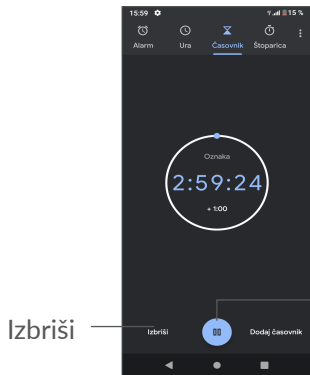 15:59 15 %
Alarm Ura Časovnik Štoparica
Oznaka
2:59:24
+ 1:00
Izbriši Izbriši Dodaj časovnik